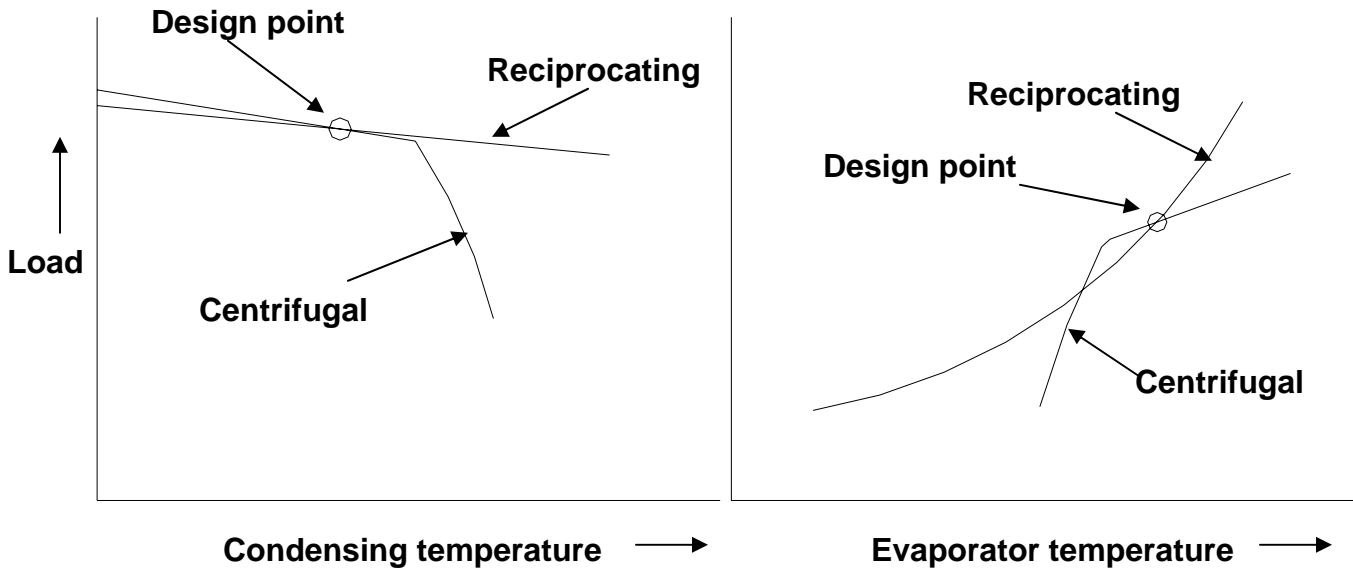 Design point
Reciprocating
Load
Centrifugal
Condensing temperature
Reciprocating
Design point
Centrifugal
Evaporator temperature